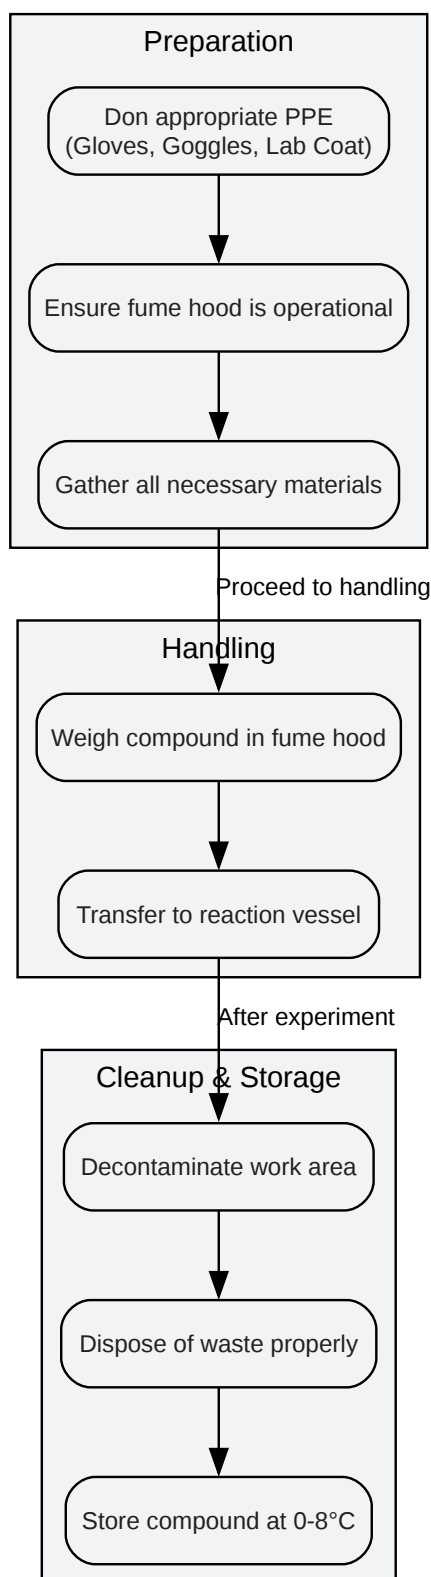 Preparation
Don appropriate PPE
(Gloves, Goggles, Lab Coat)
Ensure fume hood is operational
Gather all necessary materials
Proceed to handling
Handling
Weigh compound in fume hood
Transfer to reaction vessel
After experiment
Cleanup & Storage
Decontaminate work area
Dispose of waste properly
Store compound at 0-8°C